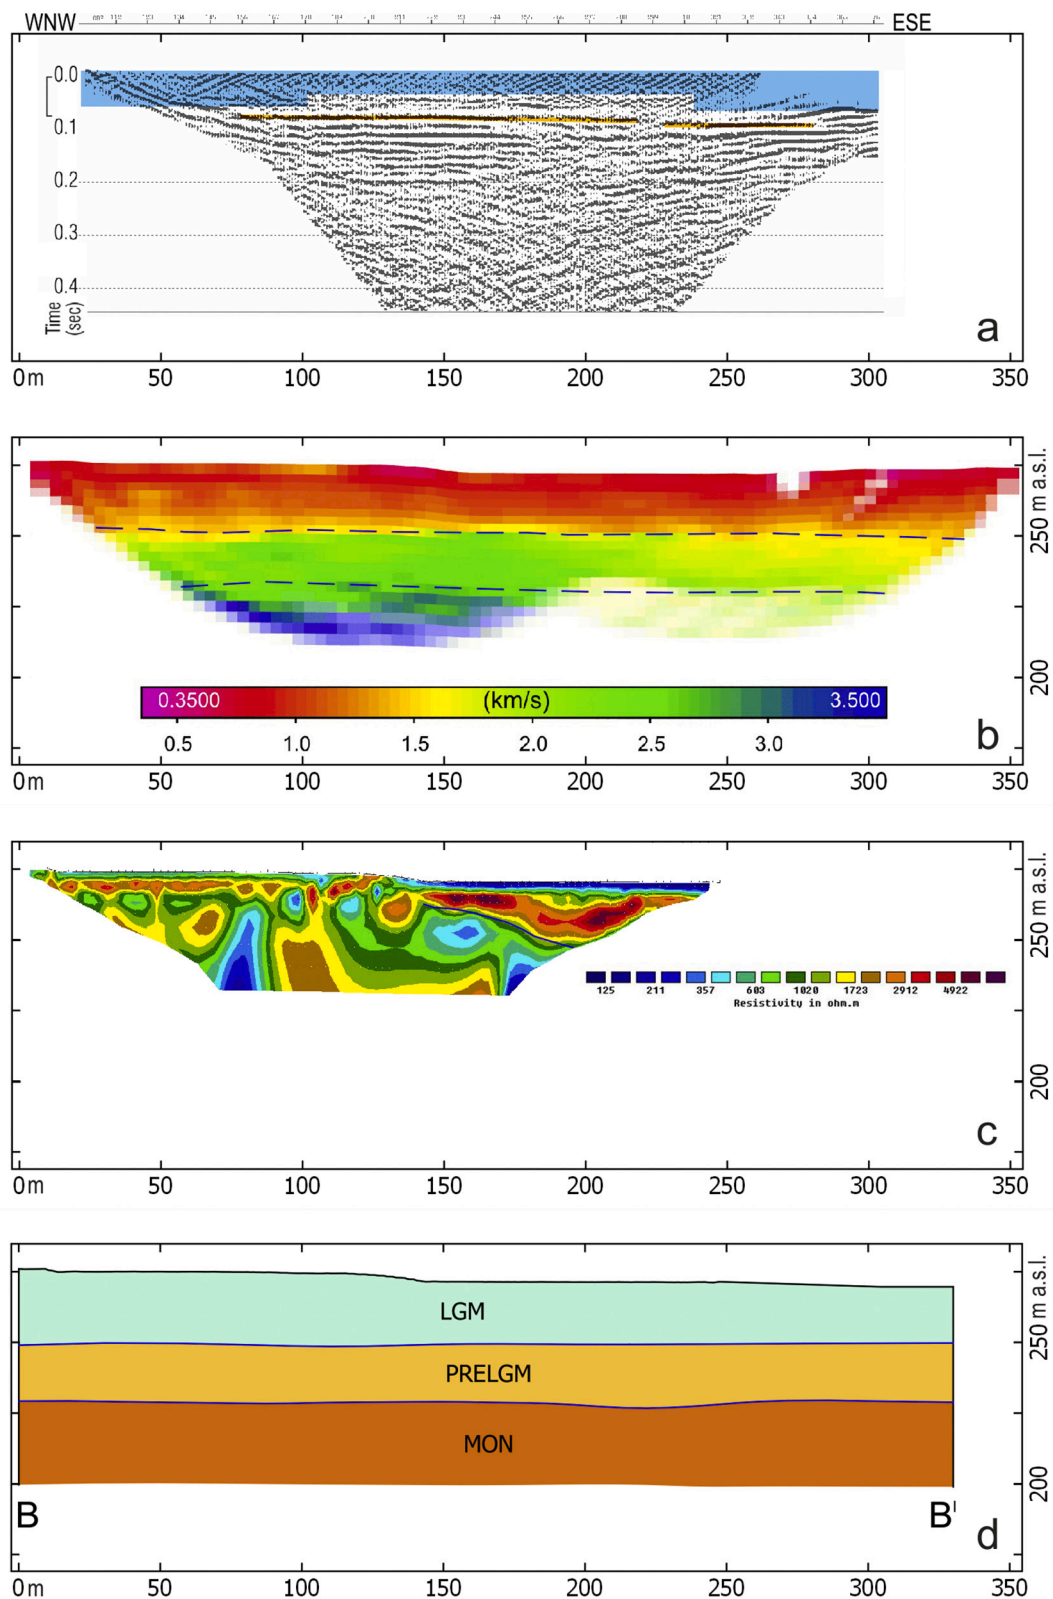 WNW ESE
0.0
0.1
0.2
0.3
0.4
Time (sec)
a
0m 50 100 150 200 250 300 350
250 m a.s.l.
200
0.3500 (km/s) 3.500
0.5 1.0 1.5 2.0 2.5 3.0
b
0m 50 100 150 200 250 300 350
250 m a.s.l.
200
125 211 357 603 1020 1723 2912 4922
Resistivity in ohm.m
c
0m 50 100 150 200 250 300 350
LGM
250 m a.s.l.
PRELGM
MON
200
B B'
d
0m 50 100 150 200 250 300 350